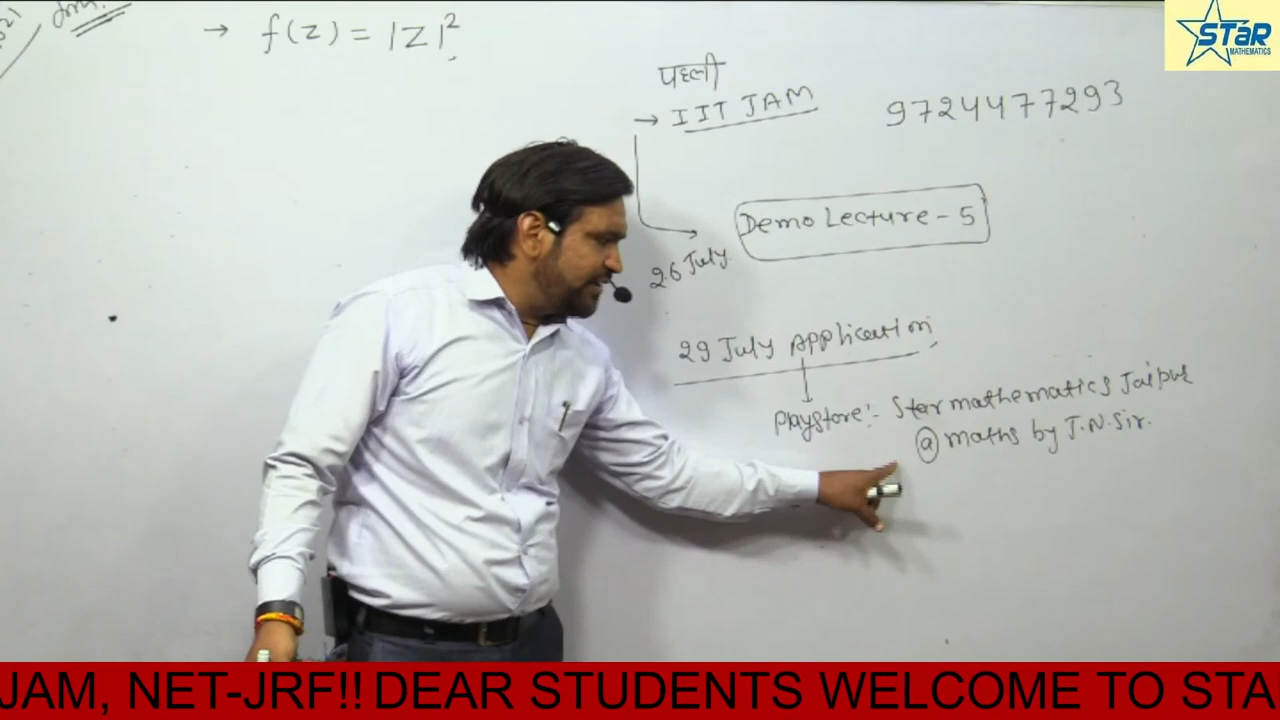 → f(z) = |z|²
पहली
→ IIT JAM
9724477293
Demo Lecture - 5
26 July
29 July Application
Playstore:- Star mathematics Jaipur
@ maths by J.N. Sir.
STAR
MATHEMATICS
JAM, NET-JRF!! DEAR STUDENTS WELCOME TO STA